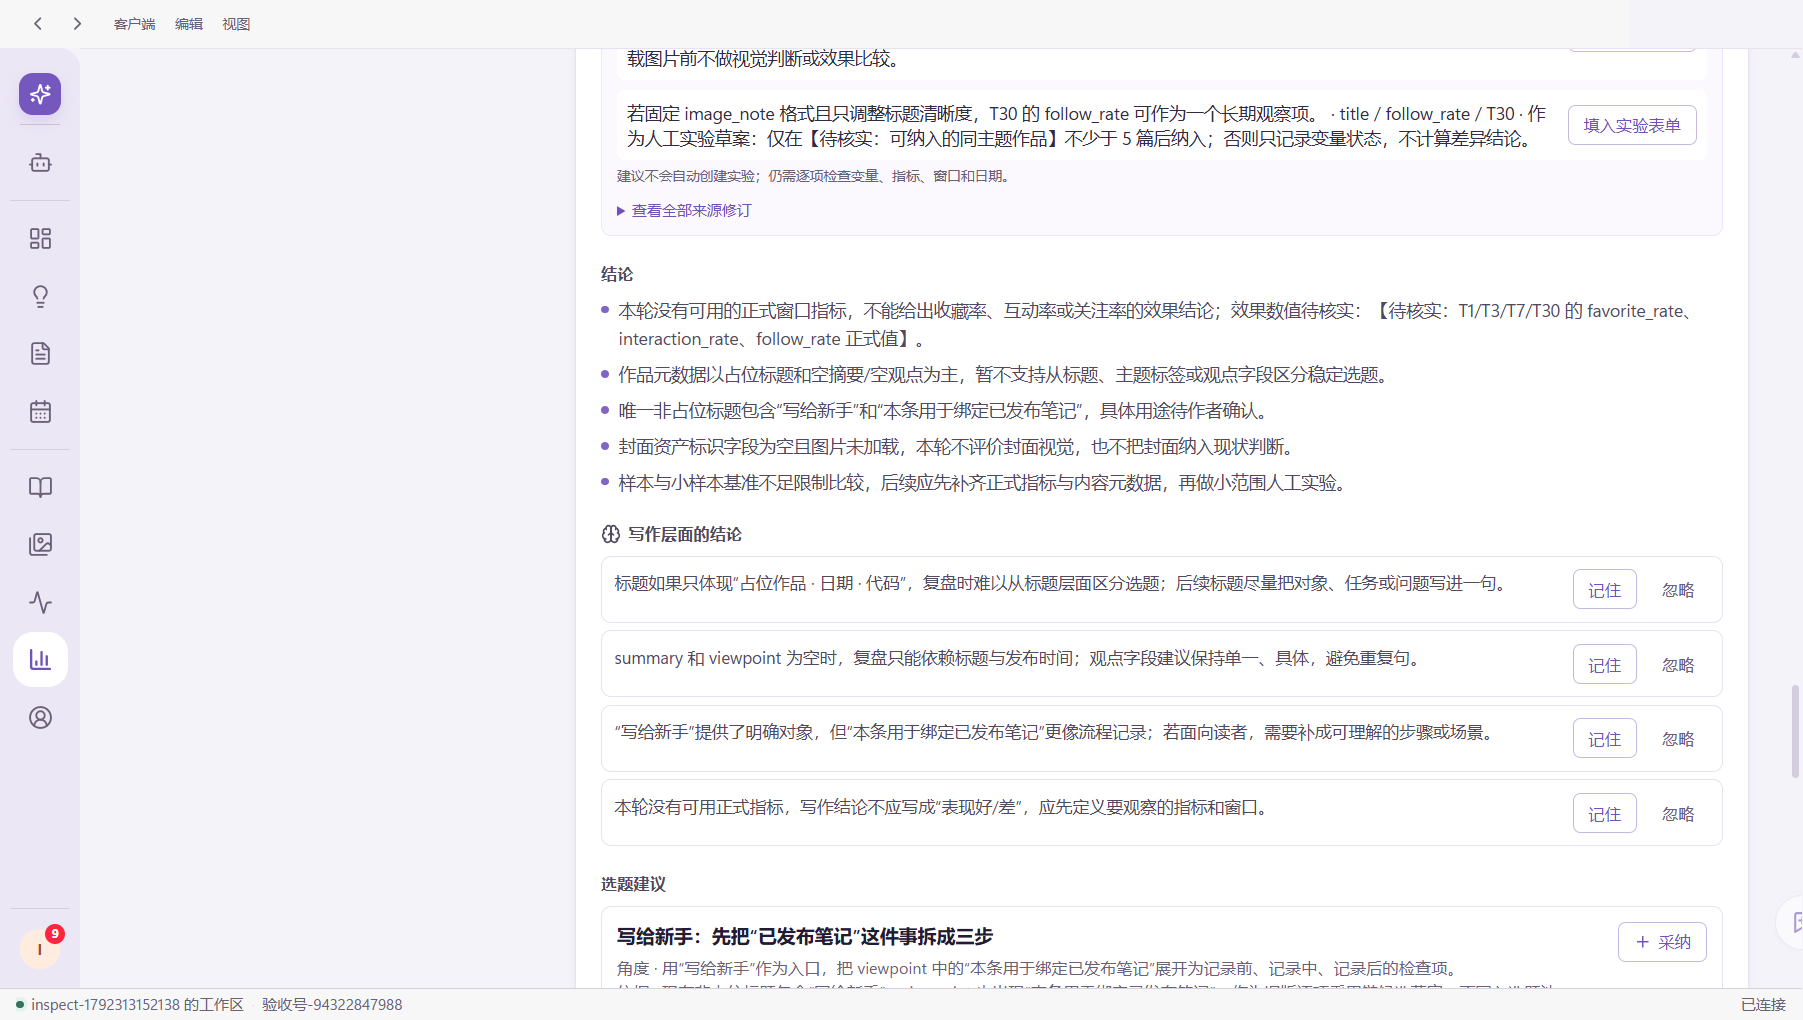 客户端 编辑 视图
载图片前不做视觉判断或效果比较。
若固定 image_note 格式且只调整标题清晰度，T30 的 follow_rate 可作为一个长期观察项。 · title / follow_rate / T30 · 作
为人工实验草案：仅在【待核实：可纳入的同主题作品】不少于 5 篇后纳入；否则只记录变量状态，不计算差异结论。
填入实验表单
建议不会自动创建实验；仍需逐项检查变量、指标、窗口和日期。
查看全部来源修订
结论
本轮没有可用的正式窗口指标，不能给出收藏率、互动率或关注率的效果结论；效果数值待核实：【待核实：T1/T3/T7/T30 的 favorite_rate、
interaction_rate、follow_rate 正式值】。
作品元数据以占位标题和空摘要/空观点为主，暂不支持从标题、主题标签或观点字段区分稳定选题。
唯一非占位标题包含“写给新手”和“本条用于绑定已发布笔记”，具体用途待作者确认。
封面资产标识字段为空且图片未加载，本轮不评价封面视觉，也不把封面纳入现状判断。
样本与小样本基准不足限制比较，后续应先补齐正式指标与内容元数据，再做小范围人工实验。
写作层面的结论
标题如果只体现“占位作品 · 日期 · 代码”，复盘时难以从标题层面区分选题；后续标题尽量把对象、任务或问题写进一句。
记住 忽略
summary 和 viewpoint 为空时，复盘只能依赖标题与发布时间；观点字段建议保持单一、具体，避免重复句。
记住 忽略
“写给新手”提供了明确对象，但“本条用于绑定已发布笔记”更像流程记录；若面向读者，需要补成可理解的步骤或场景。
记住 忽略
本轮没有可用正式指标，写作结论不应写成“表现好/差”，应先定义要观察的指标和窗口。
记住 忽略
选题建议
写给新手：先把“已发布笔记”这件事拆成三步
采纳
角度 · 用“写给新手”作为入口，把 viewpoint 中的“本条用于绑定已发布笔记”展开为记录前、记录中、记录后的检查项。
9
I
inspect-1792313152138 的工作区 验收号-94322847988
已连接